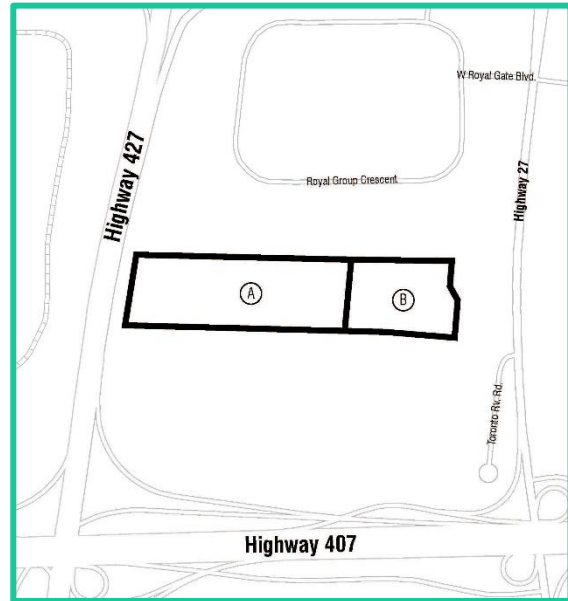 W Royal Gate Blvd.
Highway 427
Royal Group Crescent
Highway 27
A
B
Toronto Rv. Rd.
Highway 407